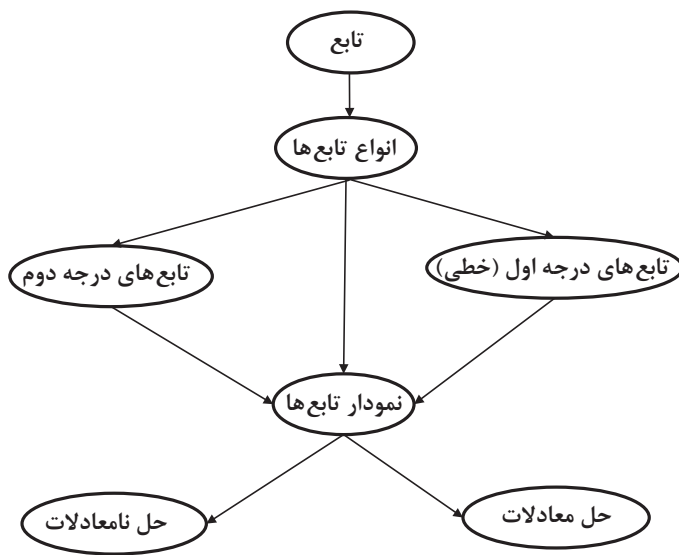 تابع
انواع تابع‌ها
تابع‌های درجه اول (خطی)
تابع‌های درجه دوم
نمودار تابع‌ها
حل معادلات
حل نامعادلات